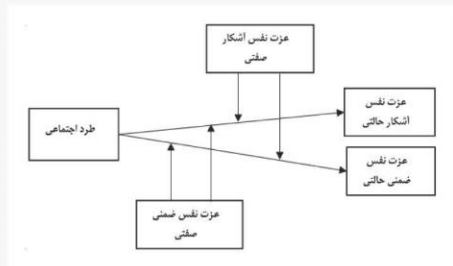 عزت نفس آشکار
صفتی
عزت نفس
آشکار حالتی
طرد اجتماعی
عزت نفس
ضمنی حالتی
عزت نفس ضمنی
صفتی